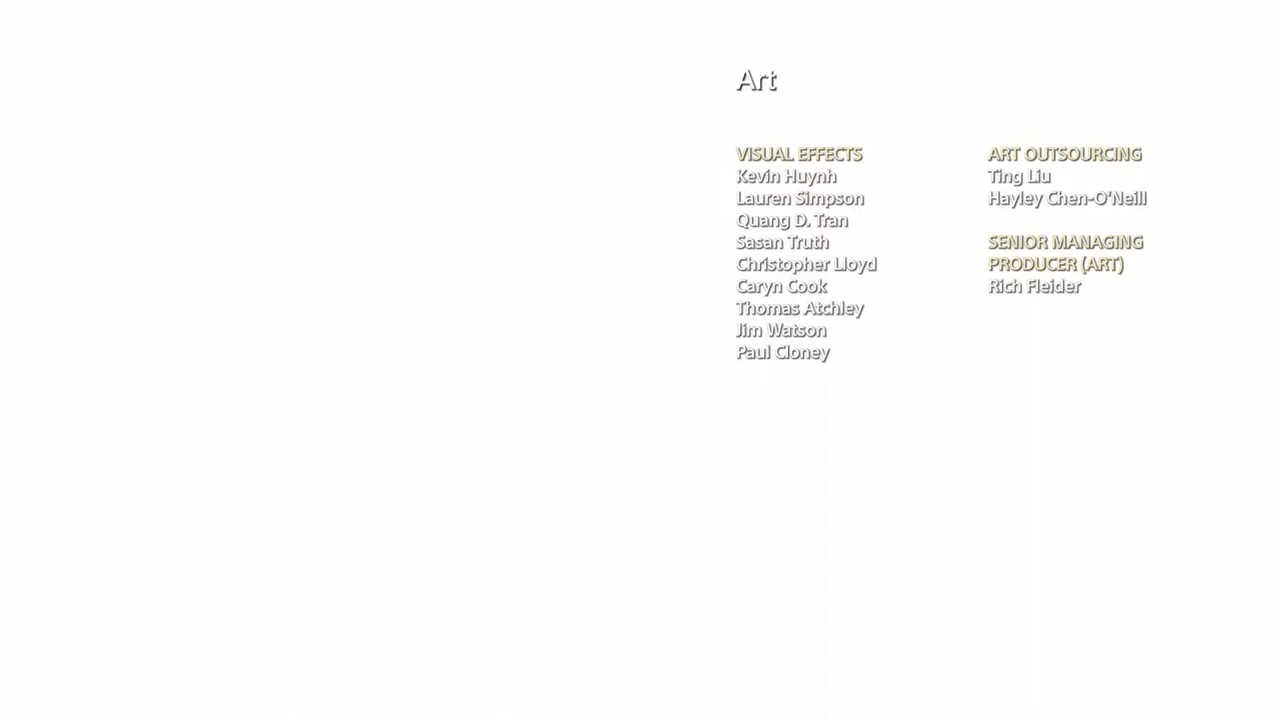 Art
VISUAL EFFECTS
Kevin Huynh
Lauren Simpson
Quang D. Tran
Sasan Truth
Christopher Lloyd
Caryn Cook
Thomas Atchley
Jim Watson
Paul Cloney
ART OUTSOURCING
Ting Liu
Hayley Chen-O'Neill
SENIOR MANAGING
PRODUCER (ART)
Rich Fleider